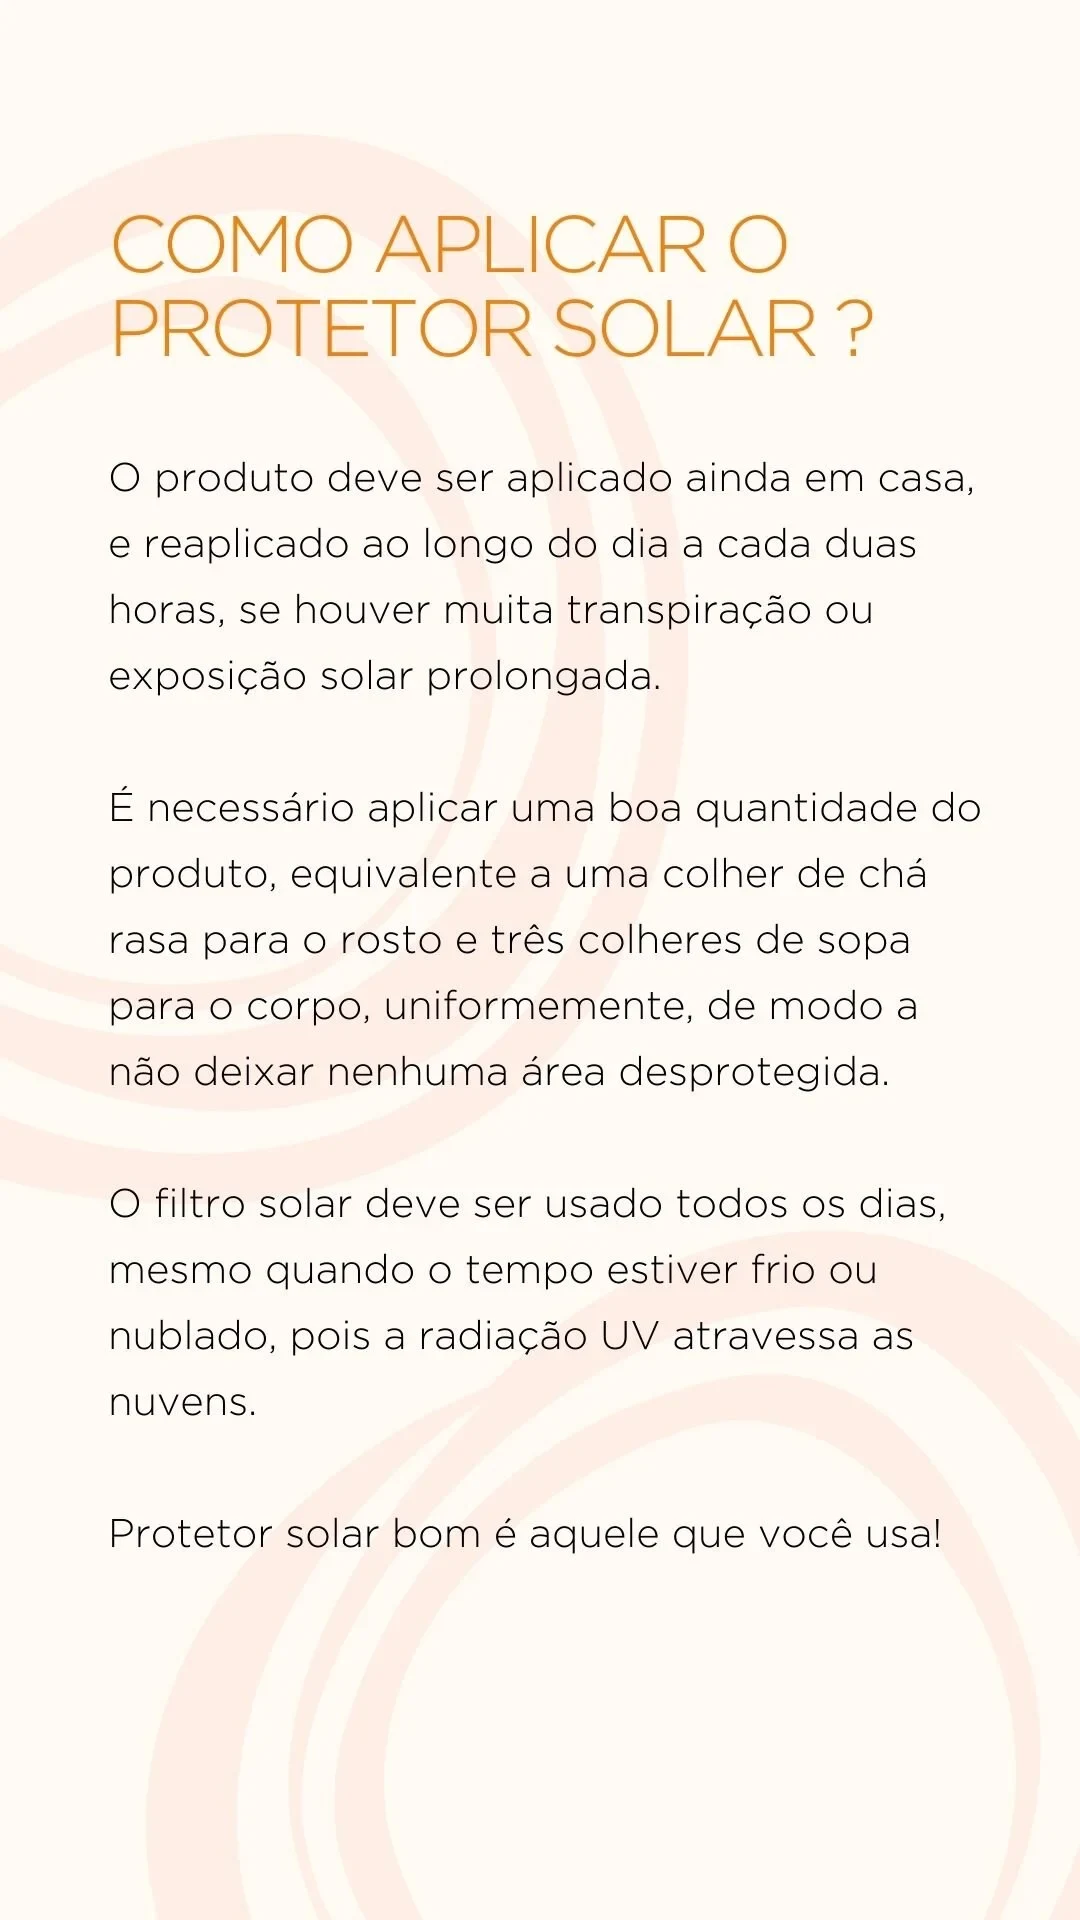 COMO APLICAR O
PROTETOR SOLAR ?
O produto deve ser aplicado ainda em casa,
e reaplicado ao longo do dia a cada duas
horas, se houver muita transpiração ou
exposição solar prolongada.
É necessário aplicar uma boa quantidade do
produto, equivalente a uma colher de chá
rasa para o rosto e três colheres de sopa
para o corpo, uniformemente, de modo a
não deixar nenhuma área desprotegida.
O filtro solar deve ser usado todos os dias,
mesmo quando o tempo estiver frio ou
nublado, pois a radiação UV atravessa as
nuvens.
Protetor solar bom é aquele que você usa!